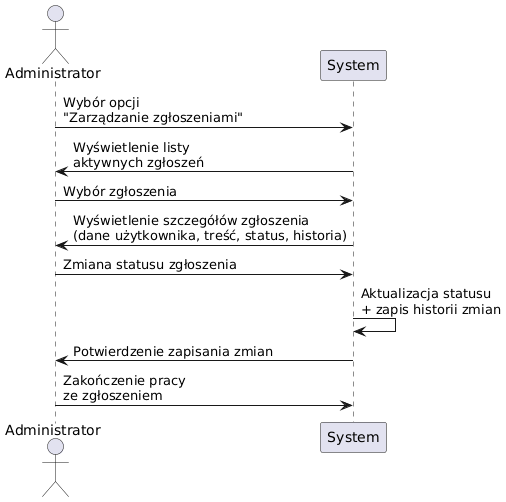 Administrator
System
Wybór opcji
"Zarządzanie zgłoszeniami"
Wyświetlenie listy
aktywnych zgłoszeń
Wybór zgłoszenia
Wyświetlenie szczegółów zgłoszenia
(dane użytkownika, treść, status, historia)
Zmiana statusu zgłoszenia
Aktualizacja statusu
+ zapis historii zmian
Potwierdzenie zapisania zmian
Zakończenie pracy
ze zgłoszeniem
Administrator
System